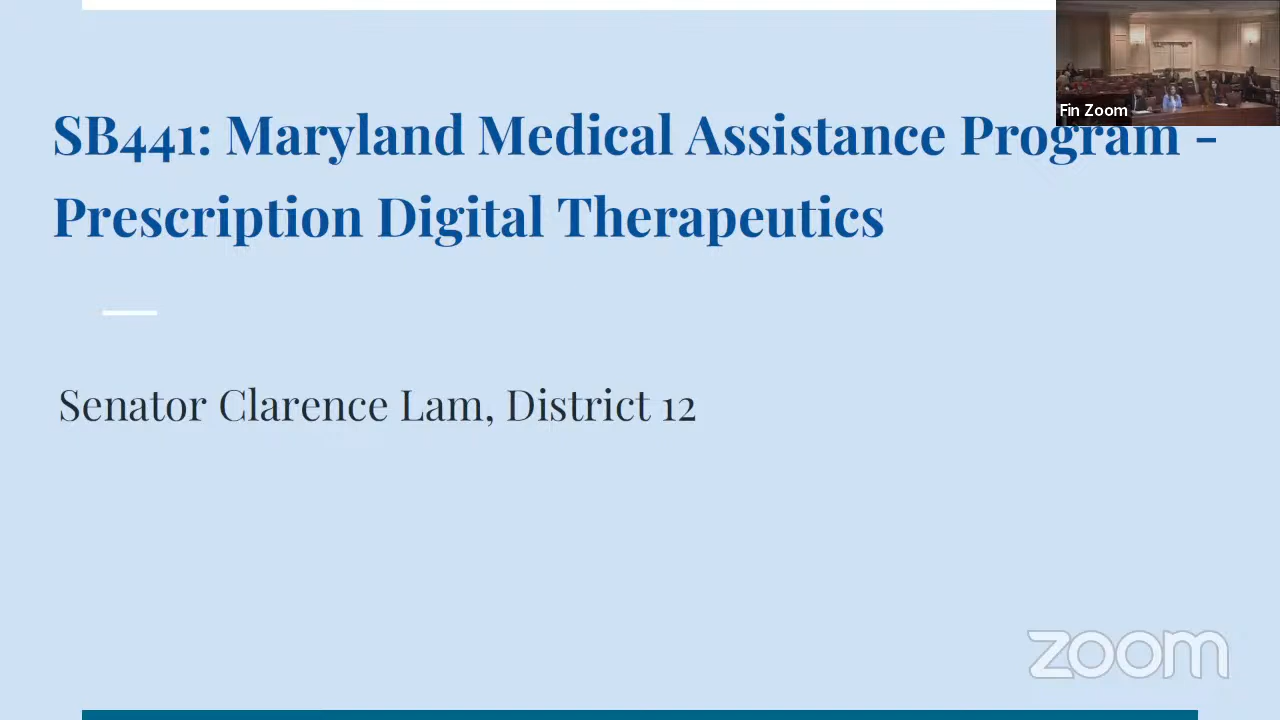 Fin Zoom
SB441: Maryland Medical Assistance Program -
Prescription Digital Therapeutics
Senator Clarence Lam, District 12
zoom